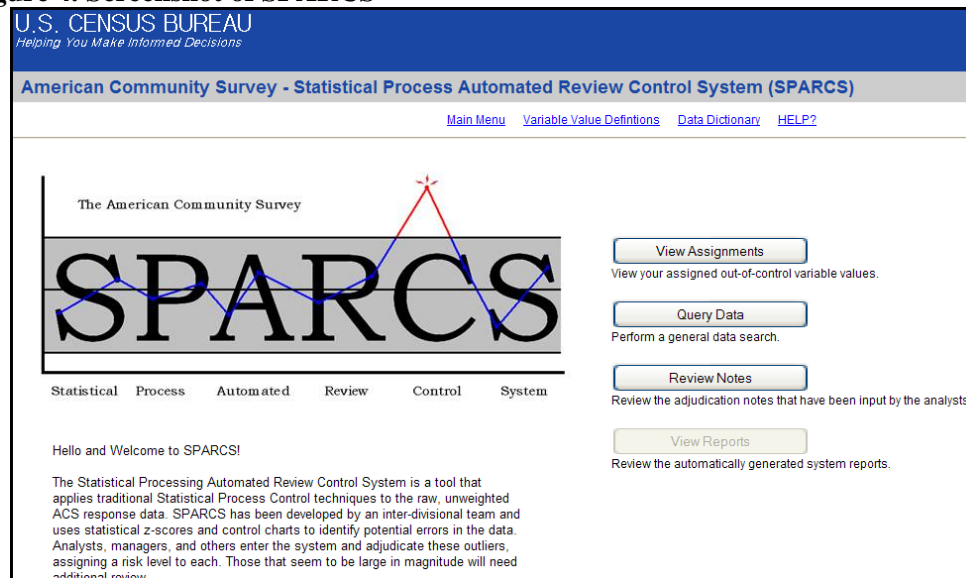 U.S. CENSUS BUREAU
Helping You Make Informed Decisions
American Community Survey - Statistical Process Automated Review Control System (SPARCS)
Main Menu Variable Value Defintions Data Dictionary HELP?
The American Community Survey
SPARCS
Statistical Process Automated Review Control System
View Assignments
View your assigned out-of-control variable values.
Query Data
Perform a general data search.
Review Notes
Review the adjudication notes that have been input by the analysts
View Reports
Review the automatically generated system reports.
Hello and Welcome to SPARCS!
The Statistical Processing Automated Review Control System is a tool that
applies traditional Statistical Process Control techniques to the raw, unweighted
ACS response data. SPARCS has been developed by an inter-divisional team and
uses statistical z-scores and control charts to identify potential errors in the data.
Analysts, managers, and others enter the system and adjudicate these outliers,
assigning a risk level to each. Those that seem to be large in magnitude will need
additional review